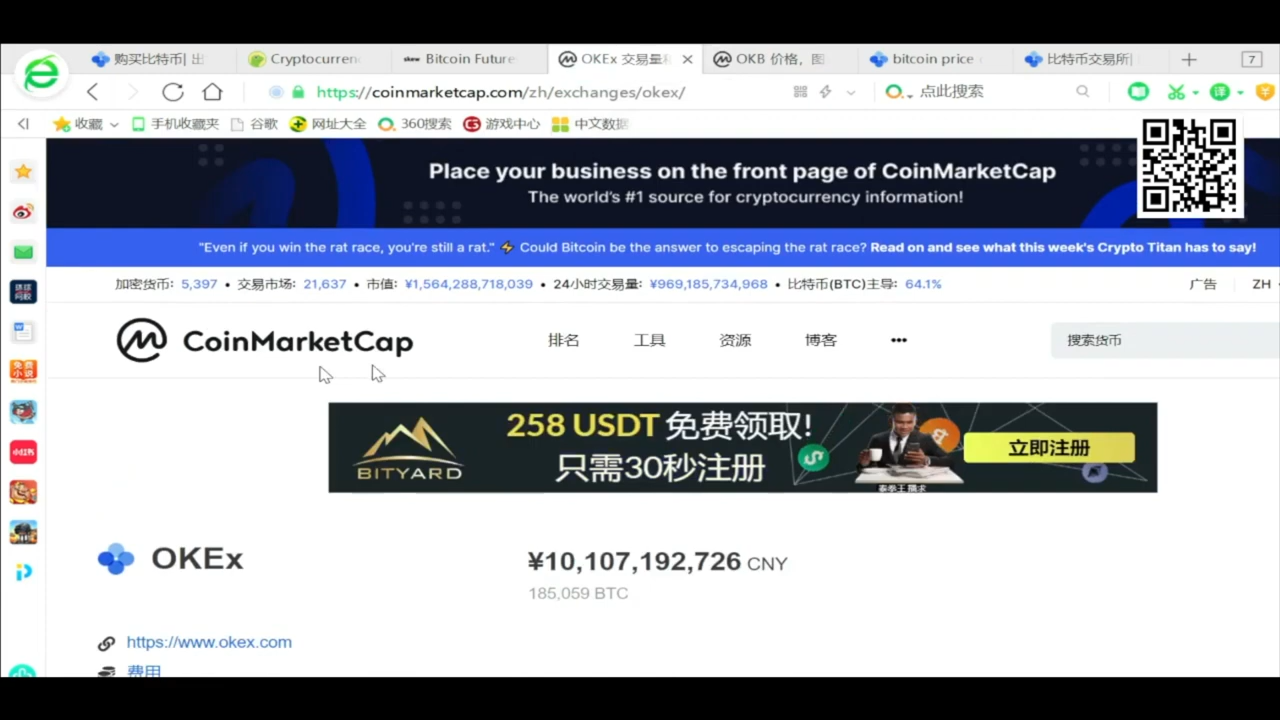 购买比特币| 出
Cryptocurren
skew Bitcoin Future
OKEx 交易量
OKB 价格，图
bitcoin price
比特币交易所|
7
https://coinmarketcap.com/zh/exchanges/okex/
点此搜索
译
收藏
手机收藏夹
谷歌
网址大全
360搜索
游戏中心
中文数据
Place your business on the front page of CoinMarketCap
The world's #1 source for cryptocurrency information!
"Even if you win the rat race, you're still a rat." ⚡ Could Bitcoin be the answer to escaping the rat race? Read on and see what this week's Crypto Titan has to say!
加密货币: 5,397 • 交易市场: 21,637 • 市值: ¥1,564,288,718,039 • 24小时交易量: ¥969,185,734,968 • 比特币(BTC)主导: 64.1%
广告
ZH
CoinMarketCap
排名
工具
资源
博客
•••
搜索货币
BITYARD
258 USDT 免费领取!
只需30秒注册
立即注册
OKEx
¥10,107,192,726 CNY
185,059 BTC
https://www.okex.com
费用